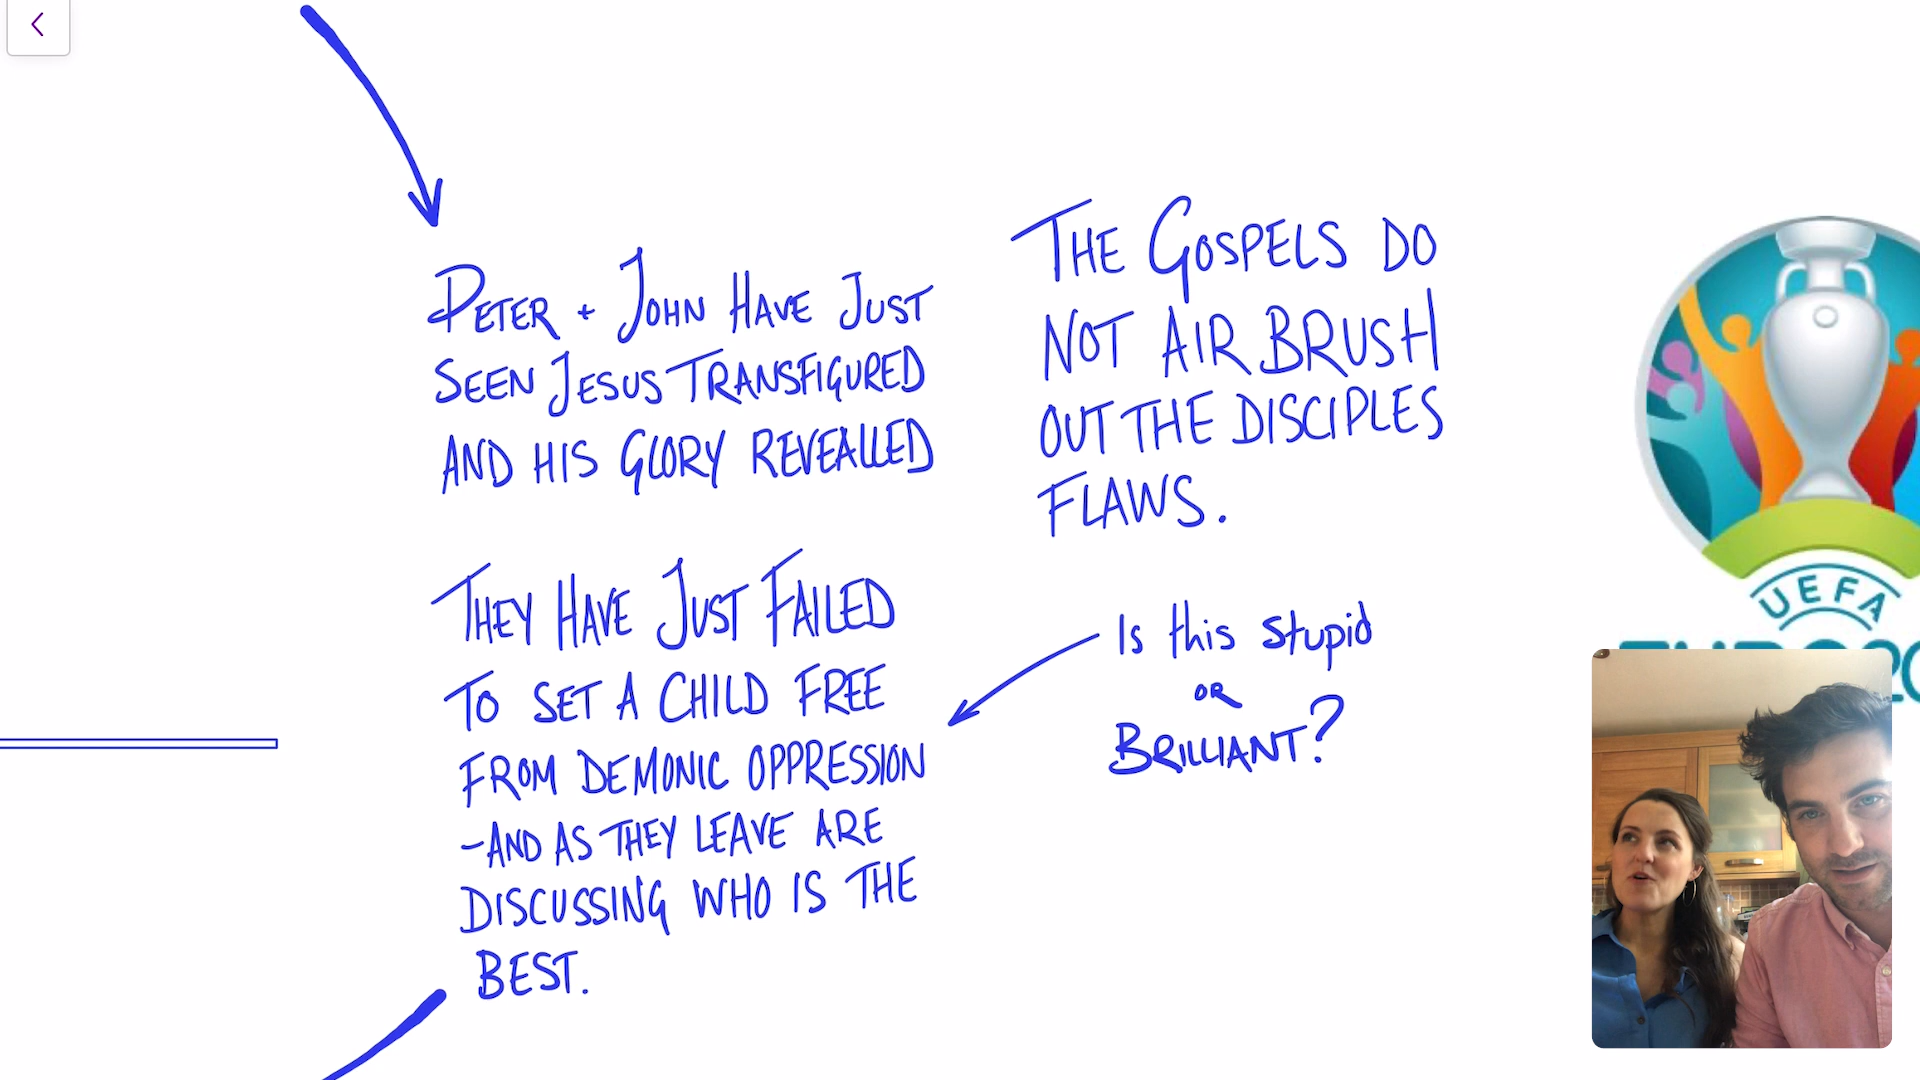 PETER + JOHN HAVE JUST
SEEN JESUS TRANSFIGURED
AND HIS GLORY REVEALLED
THEY HAVE JUST FAILED
TO SET A CHILD FREE
FROM DEMONIC OPPRESSION
-AND AS THEY LEAVE ARE
DISCUSSING WHO IS THE
BEST.
THE GOSPELS DO
NOT AIR BRUSH
OUT THE DISCIPLES
FLAWS.
Is this stupid
OR
BRILLIANT?
UEFA